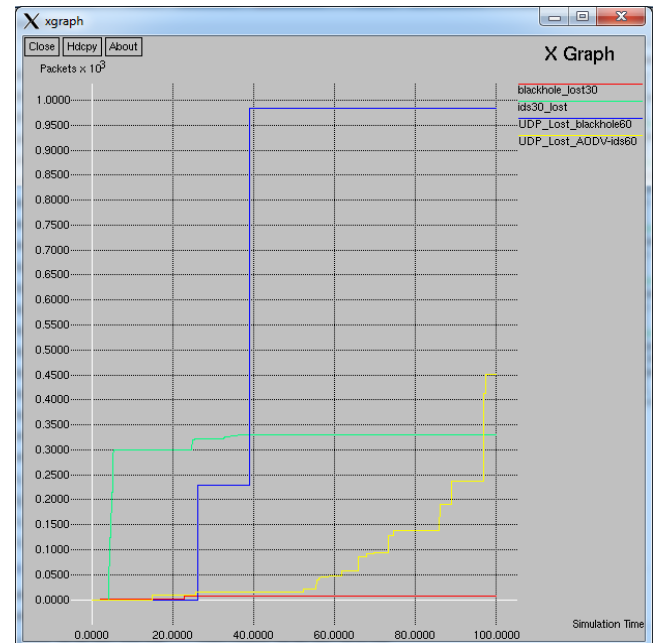 xgraph
Close Hdcpy About
X Graph
Packets x 10^3
blackhole_lost30
ids30_lost
UDP_Lost_blackhole60
UDP_Lost_AODV-ids60
1.0000
0.9500
0.9000
0.8500
0.8000
0.7500
0.7000
0.6500
0.6000
0.5500
0.5000
0.4500
0.4000
0.3500
0.3000
0.2500
0.2000
0.1500
0.1000
0.0500
0.0000
Simulation Time
0.0000 20.0000 40.0000 60.0000 80.0000 100.0000